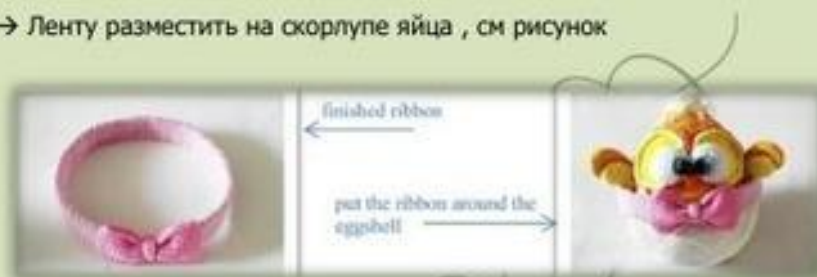 → Ленту разместить на скорлупе яйца , см рисунок
finished ribbon
put the ribbon around the
eggshell